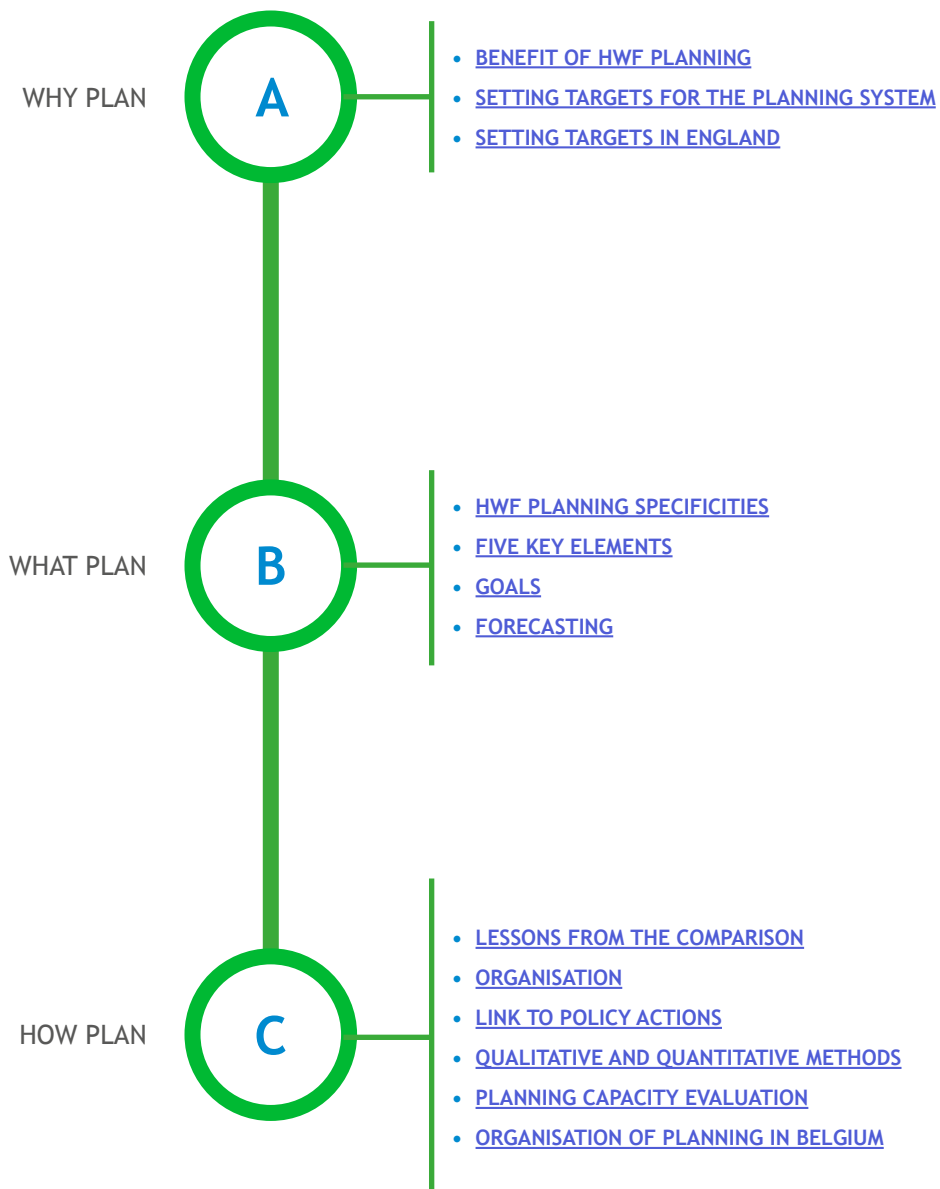 WHY PLAN
A
• BENEFIT OF HWF PLANNING
• SETTING TARGETS FOR THE PLANNING SYSTEM
• SETTING TARGETS IN ENGLAND
WHAT PLAN
B
• HWF PLANNING SPECIFICITIES
• FIVE KEY ELEMENTS
• GOALS
• FORECASTING
HOW PLAN
C
• LESSONS FROM THE COMPARISON
• ORGANISATION
• LINK TO POLICY ACTIONS
• QUALITATIVE AND QUANTITATIVE METHODS
• PLANNING CAPACITY EVALUATION
• ORGANISATION OF PLANNING IN BELGIUM